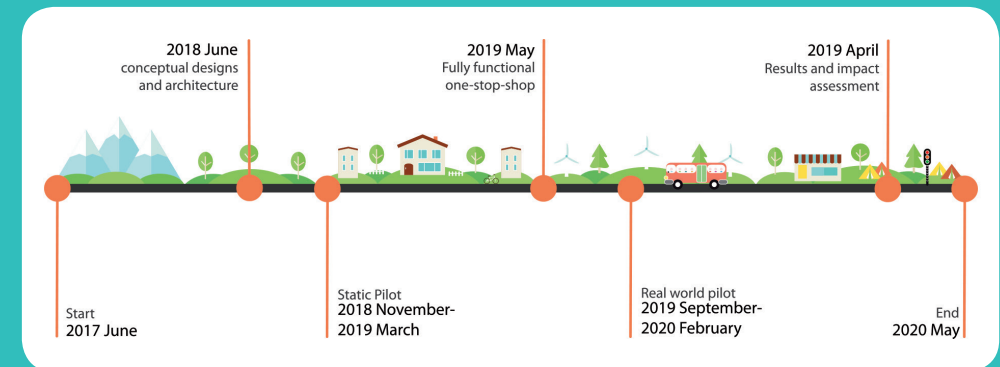 2018 June
conceptual designs
and architecture
2019 May
Fully functional
one-stop-shop
2019 April
Results and impact
assessment
Start
2017 June
Static Pilot
2018 November-
2019 March
Real world pilot
2019 September-
2020 February
End
2020 May